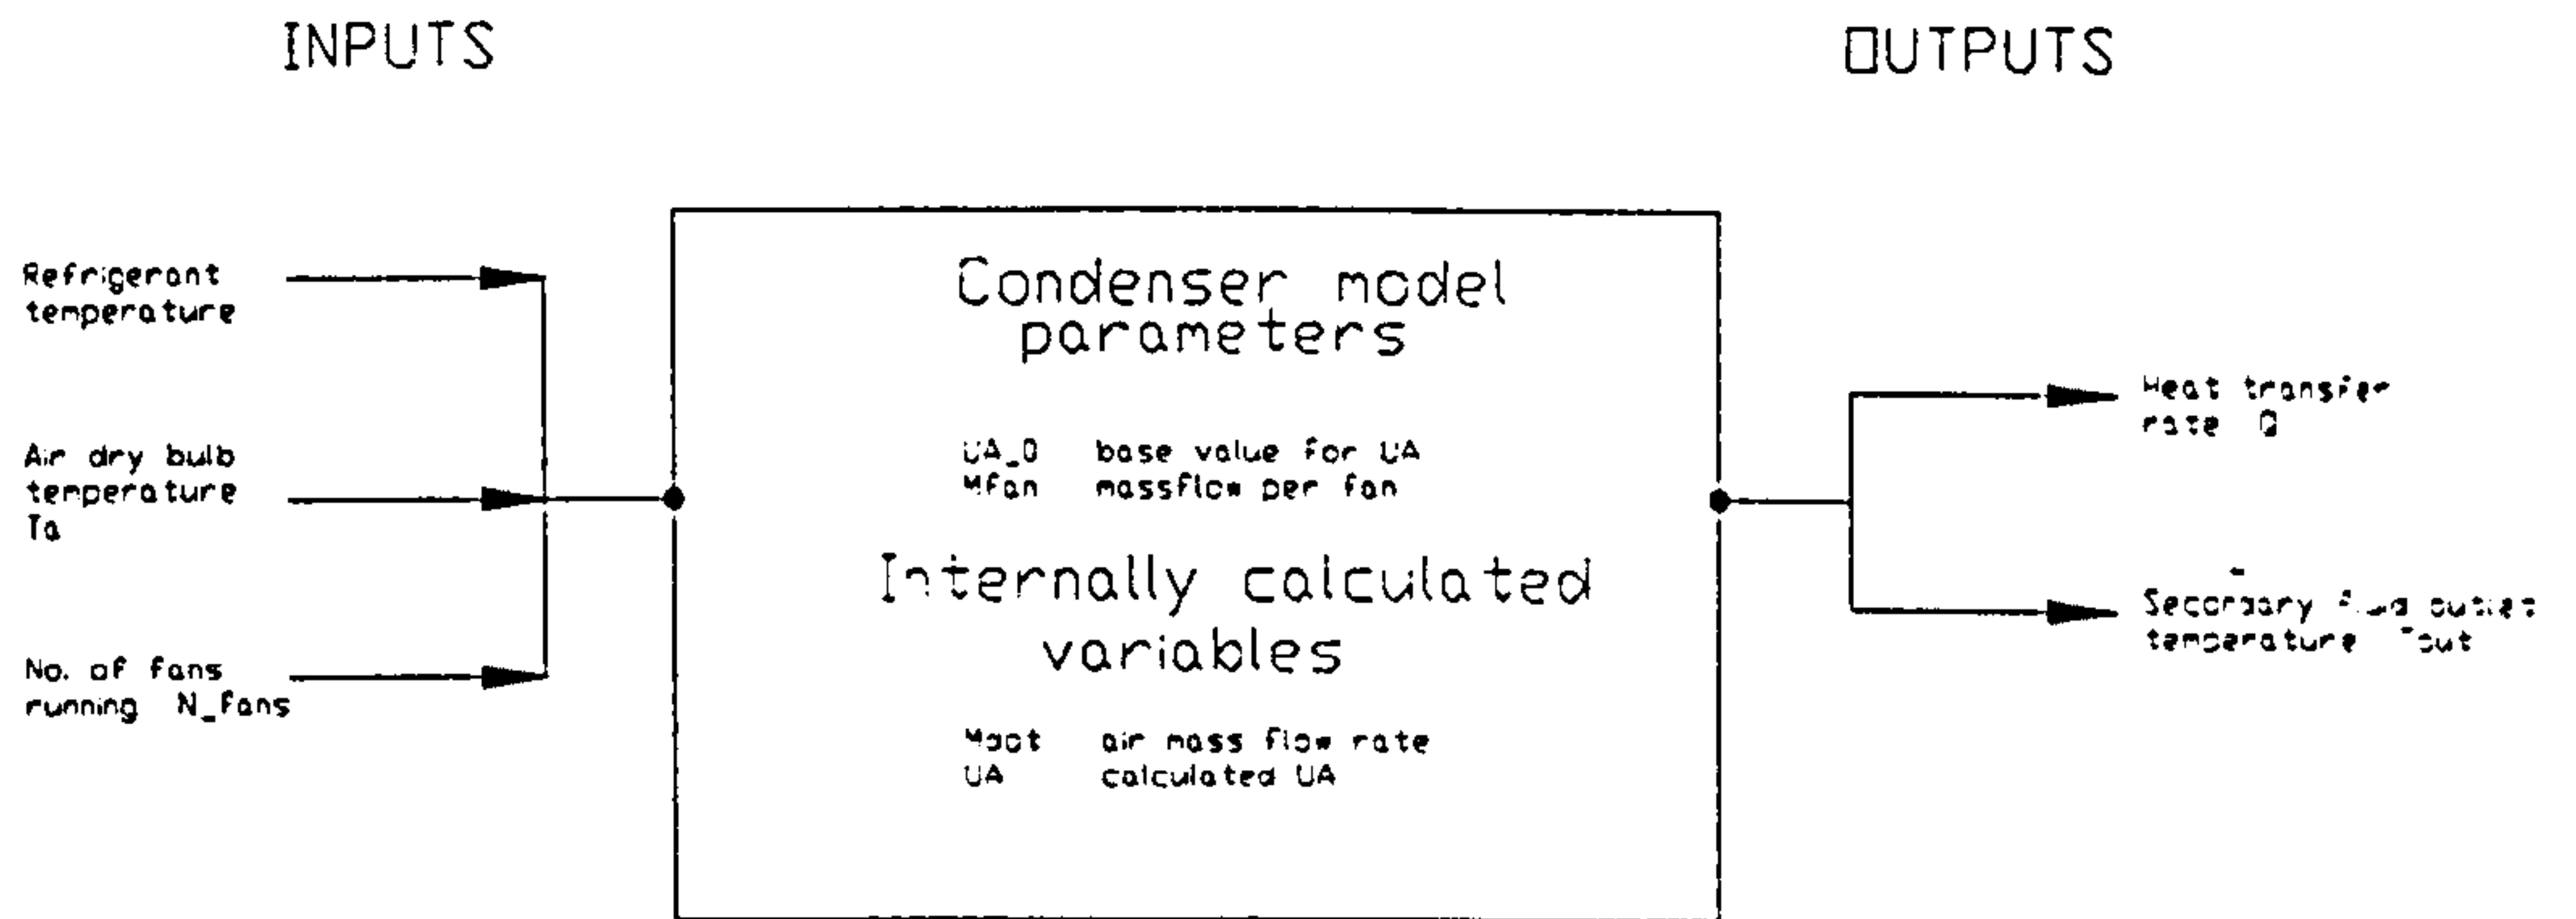 INPUTS
OUTPUTS
Refrigerant
temperature
Air dry bulb
temperature
Ta
No. of fans
running N_Fans
Condenser model
parameters
UA_0 base value for UA
Mfan massflow per fan
Internally calculated
variables
air mass flow rate
UA calculated UA
Heat transfer
rate Q
Secondary outlet
temperature